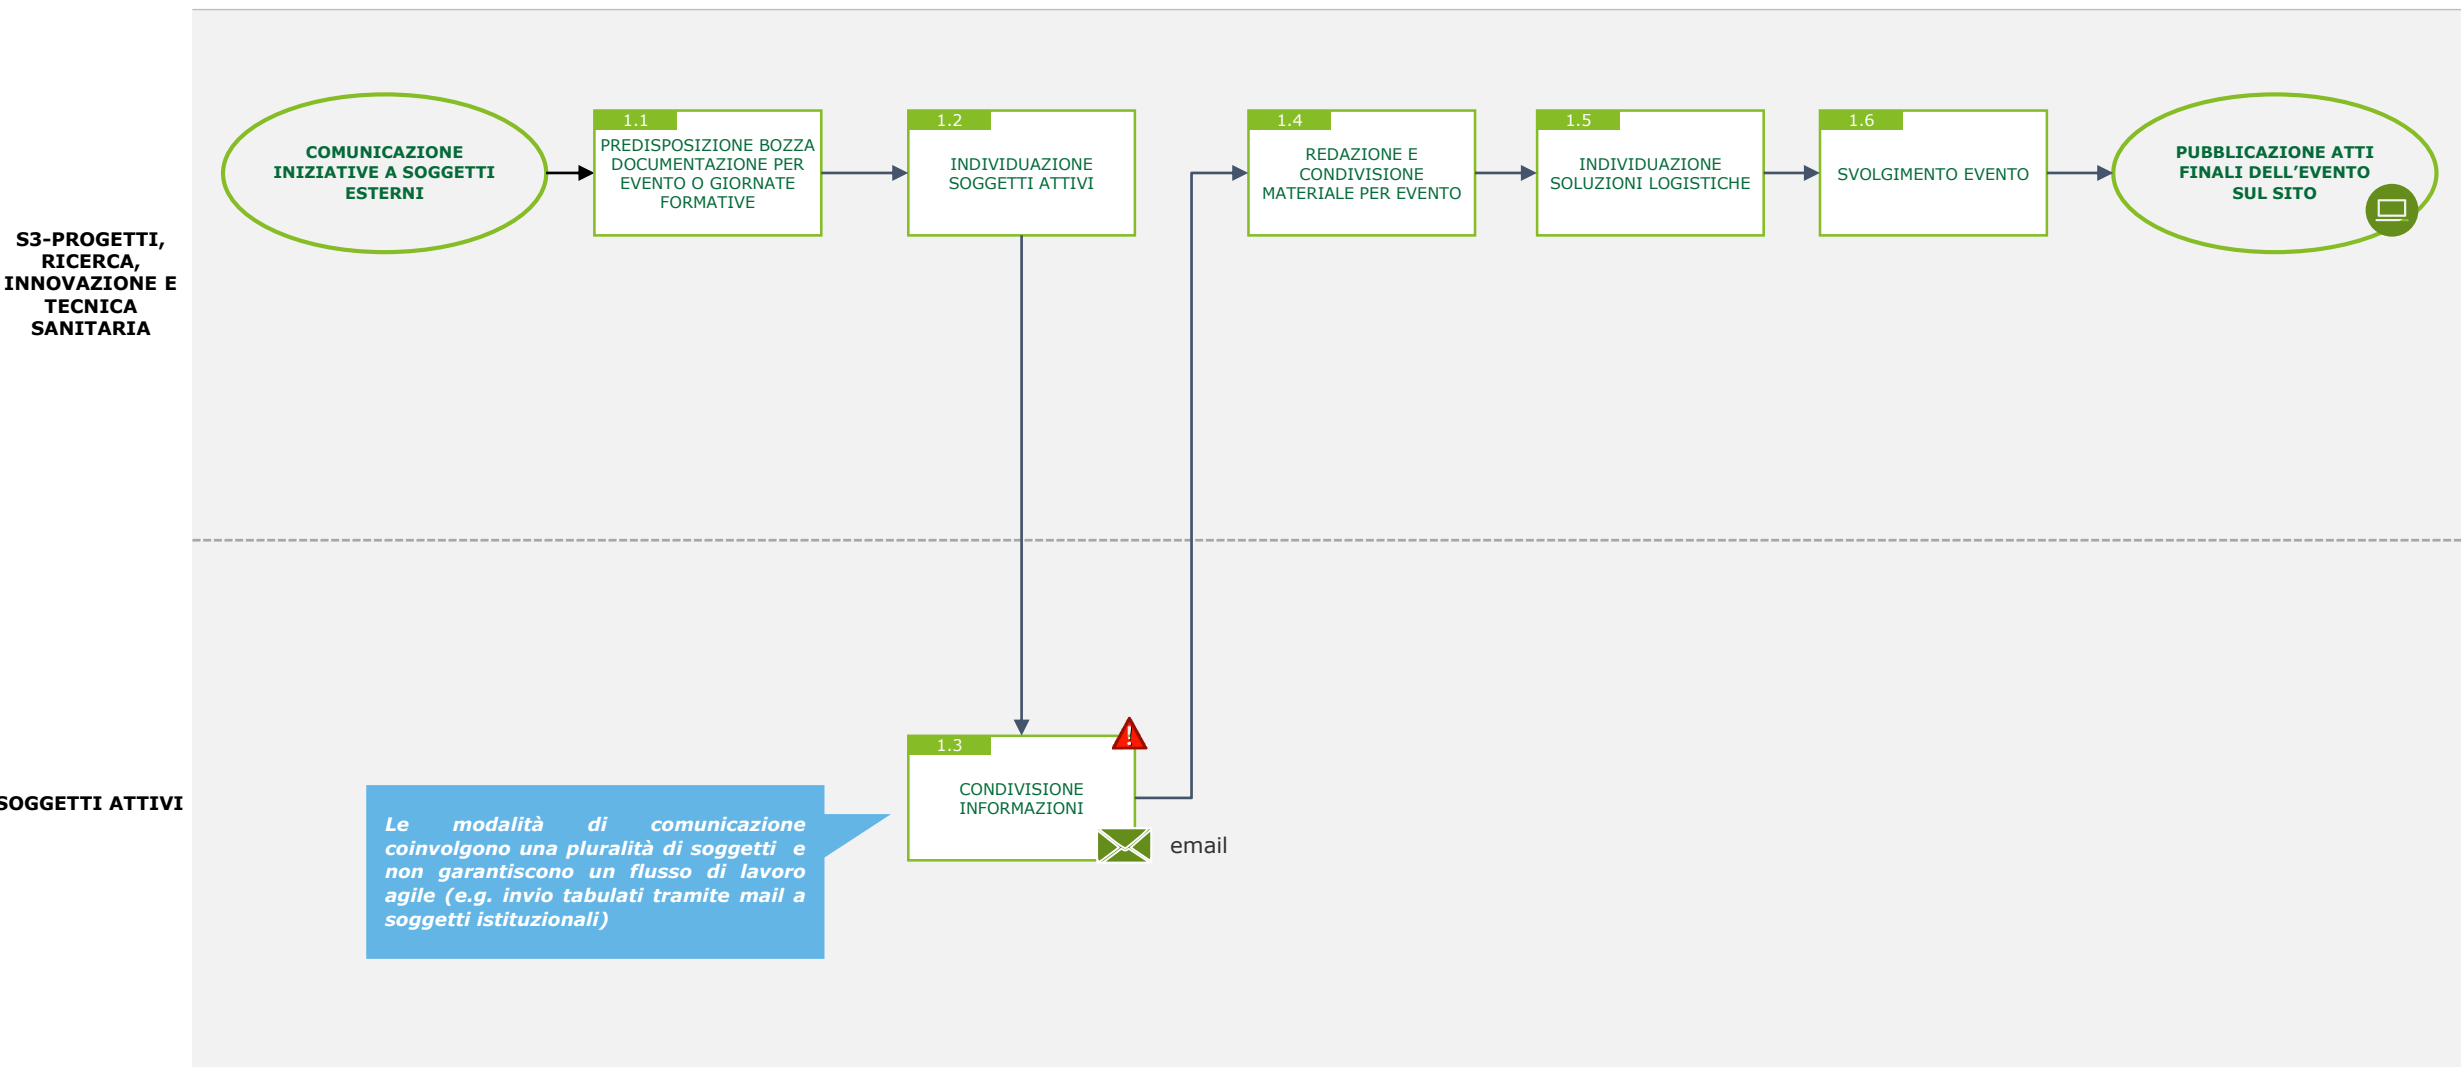 COMUNICAZIONE
INIZIATIVE A SOGGETTI
ESTERNI
1.1
PREDISPOSIZIONE BOZZA
DOCUMENTAZIONE PER
EVENTO O GIORNATE
FORMATIVE
1.2
INDIVIDUAZIONE
SOGGETTI ATTIVI
1.4
REDAZIONE E
CONDIVISIONE
MATERIALE PER EVENTO
1.5
INDIVIDUAZIONE
SOLUZIONI LOGISTICHE
1.6
SVOLGIMENTO EVENTO
PUBBLICAZIONE ATTI
FINALI DELL’EVENTO
SUL SITO
S3-PROGETTI,
RICERCA,
INNOVAZIONE E
TECNICA
SANITARIA
SOGGETTI ATTIVI
1.3
CONDIVISIONE
INFORMAZIONI
email
Le modalità di comunicazione
coinvolgono una pluralità di soggetti e
non garantiscono un flusso di lavoro
agile (e.g. invio tabulati tramite mail a
soggetti istituzionali)